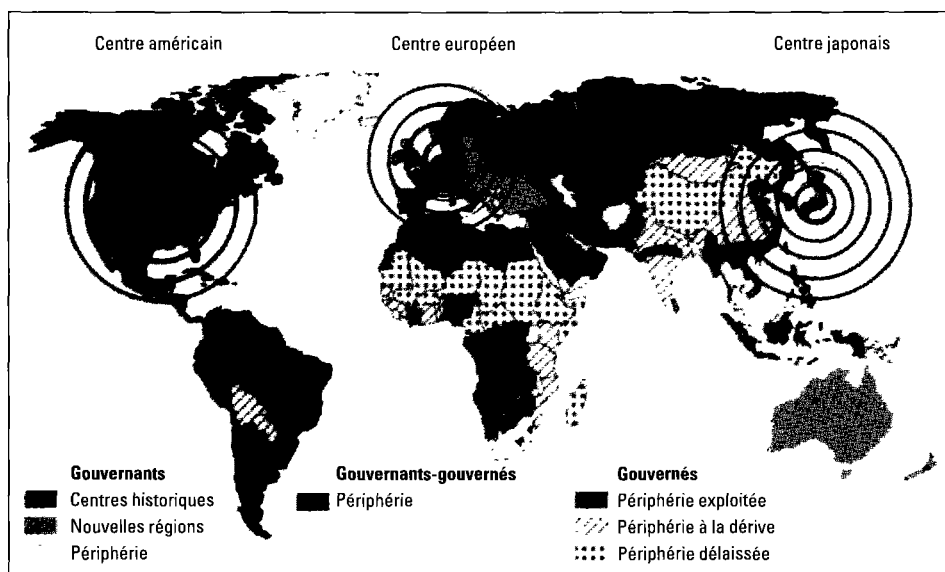 Centre américain
Centre européen
Centre japonais
Gouvernants
Centres historiques
Nouvelles régions
Périphérie
Gouvernants-gouvernés
Périphérie
Gouvernés
Périphérie exploitée
Périphérie à la dérive
Périphérie délaissée